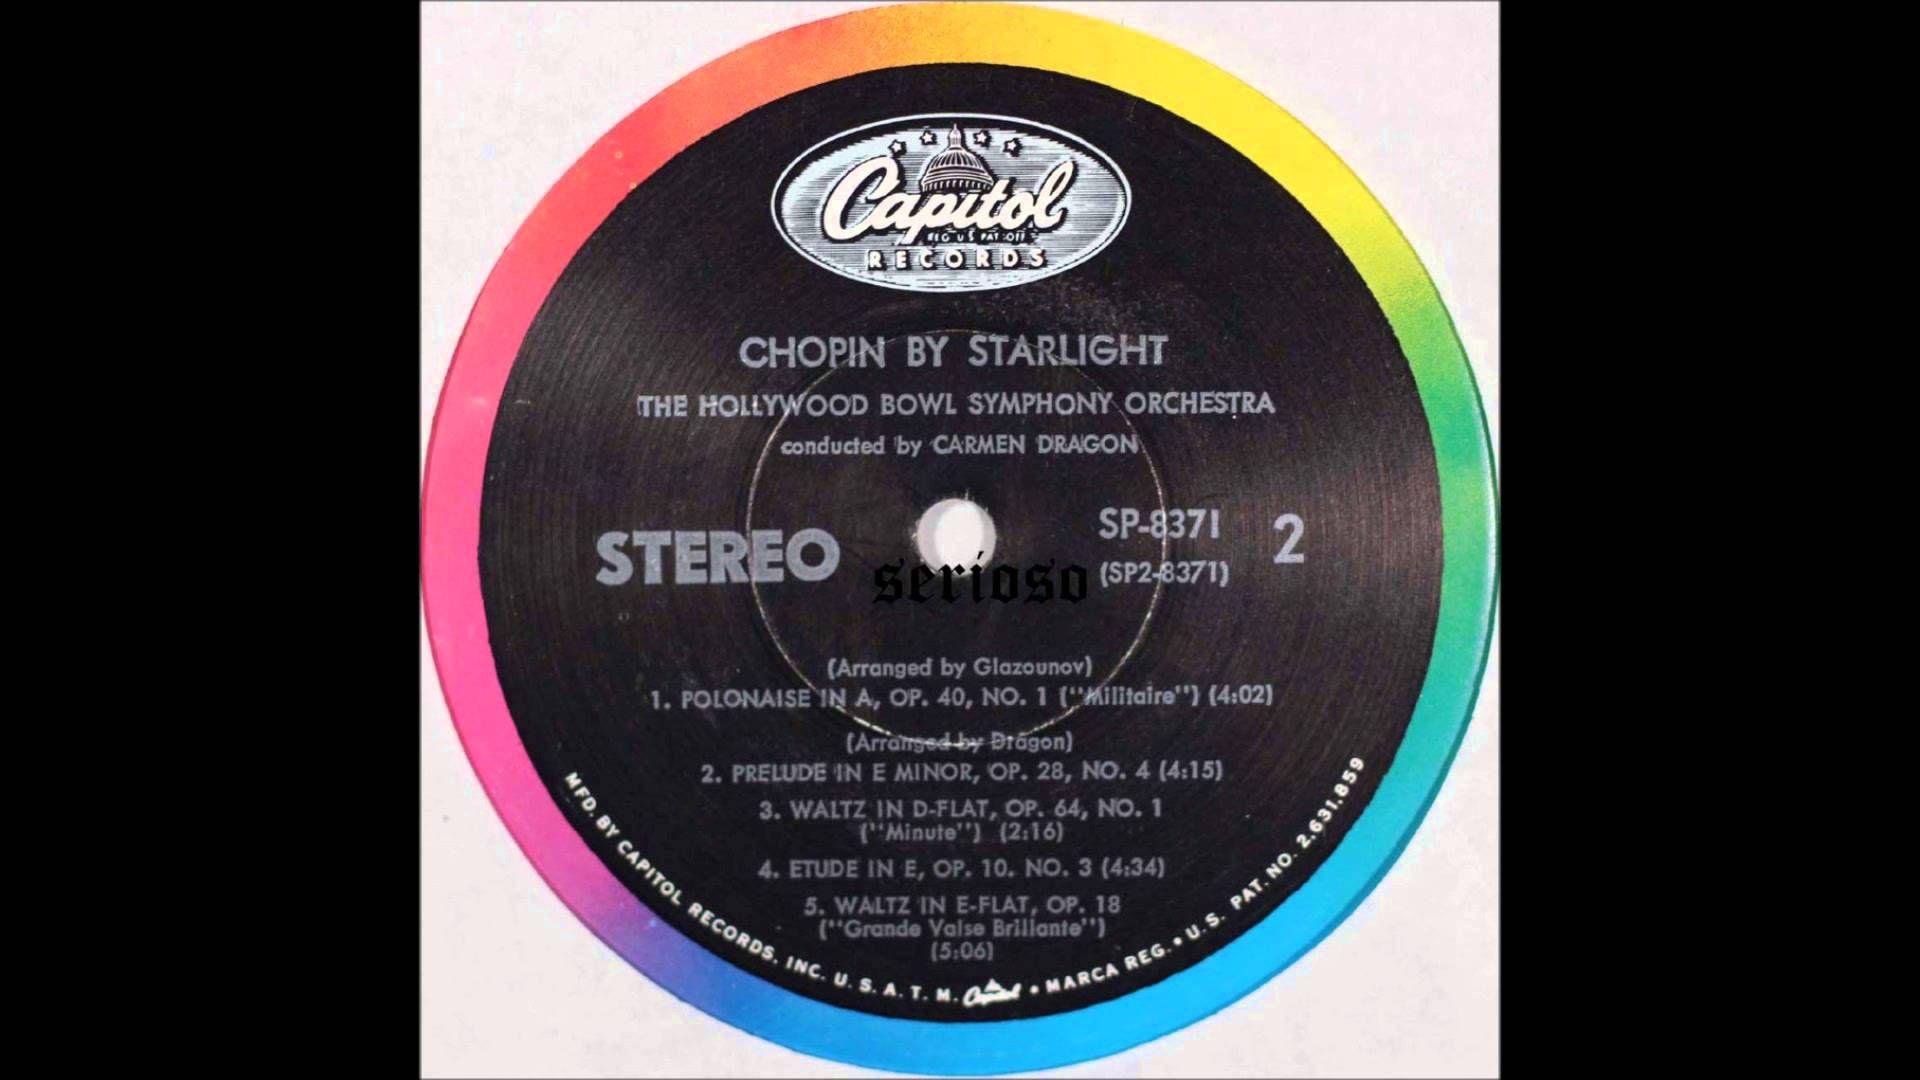 Capitol
REG. U.S. PAT. OFF.
RECORDS
CHOPIN BY STARLIGHT
THE HOLLYWOOD BOWL SYMPHONY ORCHESTRA
conducted by CARMEN DRAGON
STEREO
SP-8371
(SP2-8371)
2
serioso
(Arranged by Glazounov)
1. POLONAISE IN A, OP. 40, NO. 1 ("Militaire") (4:02)
(Arranged by Dragon)
2. PRELUDE IN E MINOR, OP. 28, NO. 4 (4:15)
3. WALTZ IN D-FLAT, OP. 64, NO. 1
("Minute") (2:16)
4. ETUDE IN E, OP. 10, NO. 3 (4:34)
5. WALTZ IN E-FLAT, OP. 18
("Grande Valse Brillante")
(5:06)
MFD. BY CAPITOL RECORDS, INC. U.S.A. T.M. Capitol • MARCA REG. • U.S. PAT. NO. 2,631,859